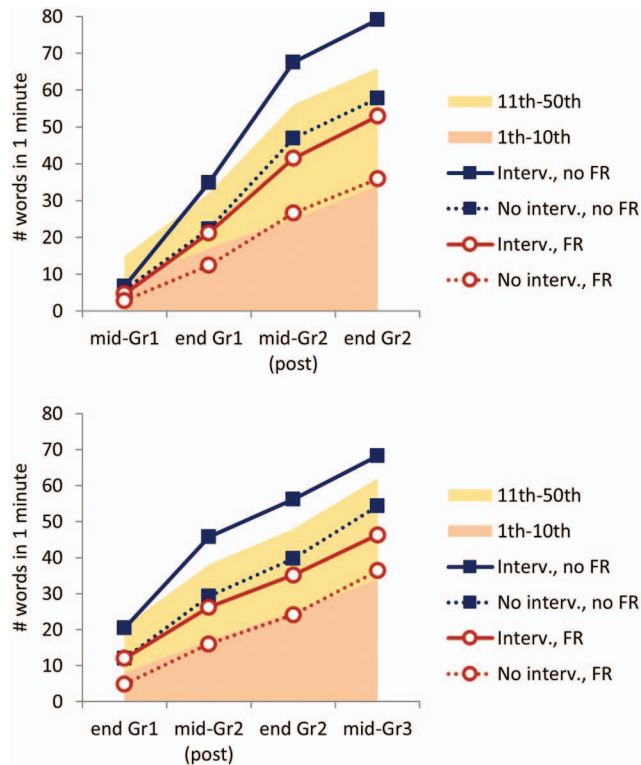 80
70
60
50
40
30
20
10
0
# words in 1 minute
mid-Gr1 end Gr1 mid-Gr2 end Gr2
(post)
11th-50th
1th-10th
Interv., no FR
No interv., no FR
Interv., FR
No interv., FR
80
70
60
50
40
30
20
10
0
# words in 1 minute
end Gr1 mid-Gr2 end Gr2 mid-Gr3
(post)
11th-50th
1th-10th
Interv., no FR
No interv., no FR
Interv., FR
No interv., FR